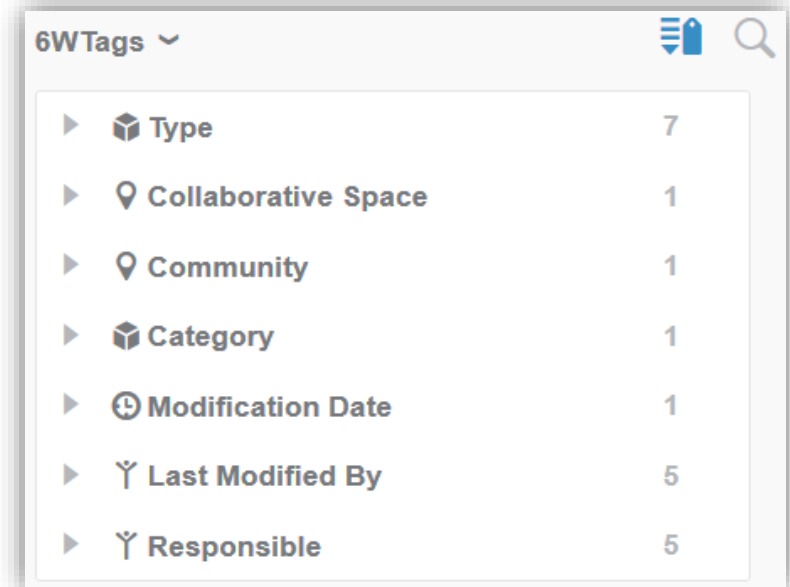 6WTags
Type 7
Collaborative Space 1
Community 1
Category 1
Modification Date 1
Last Modified By 5
Responsible 5